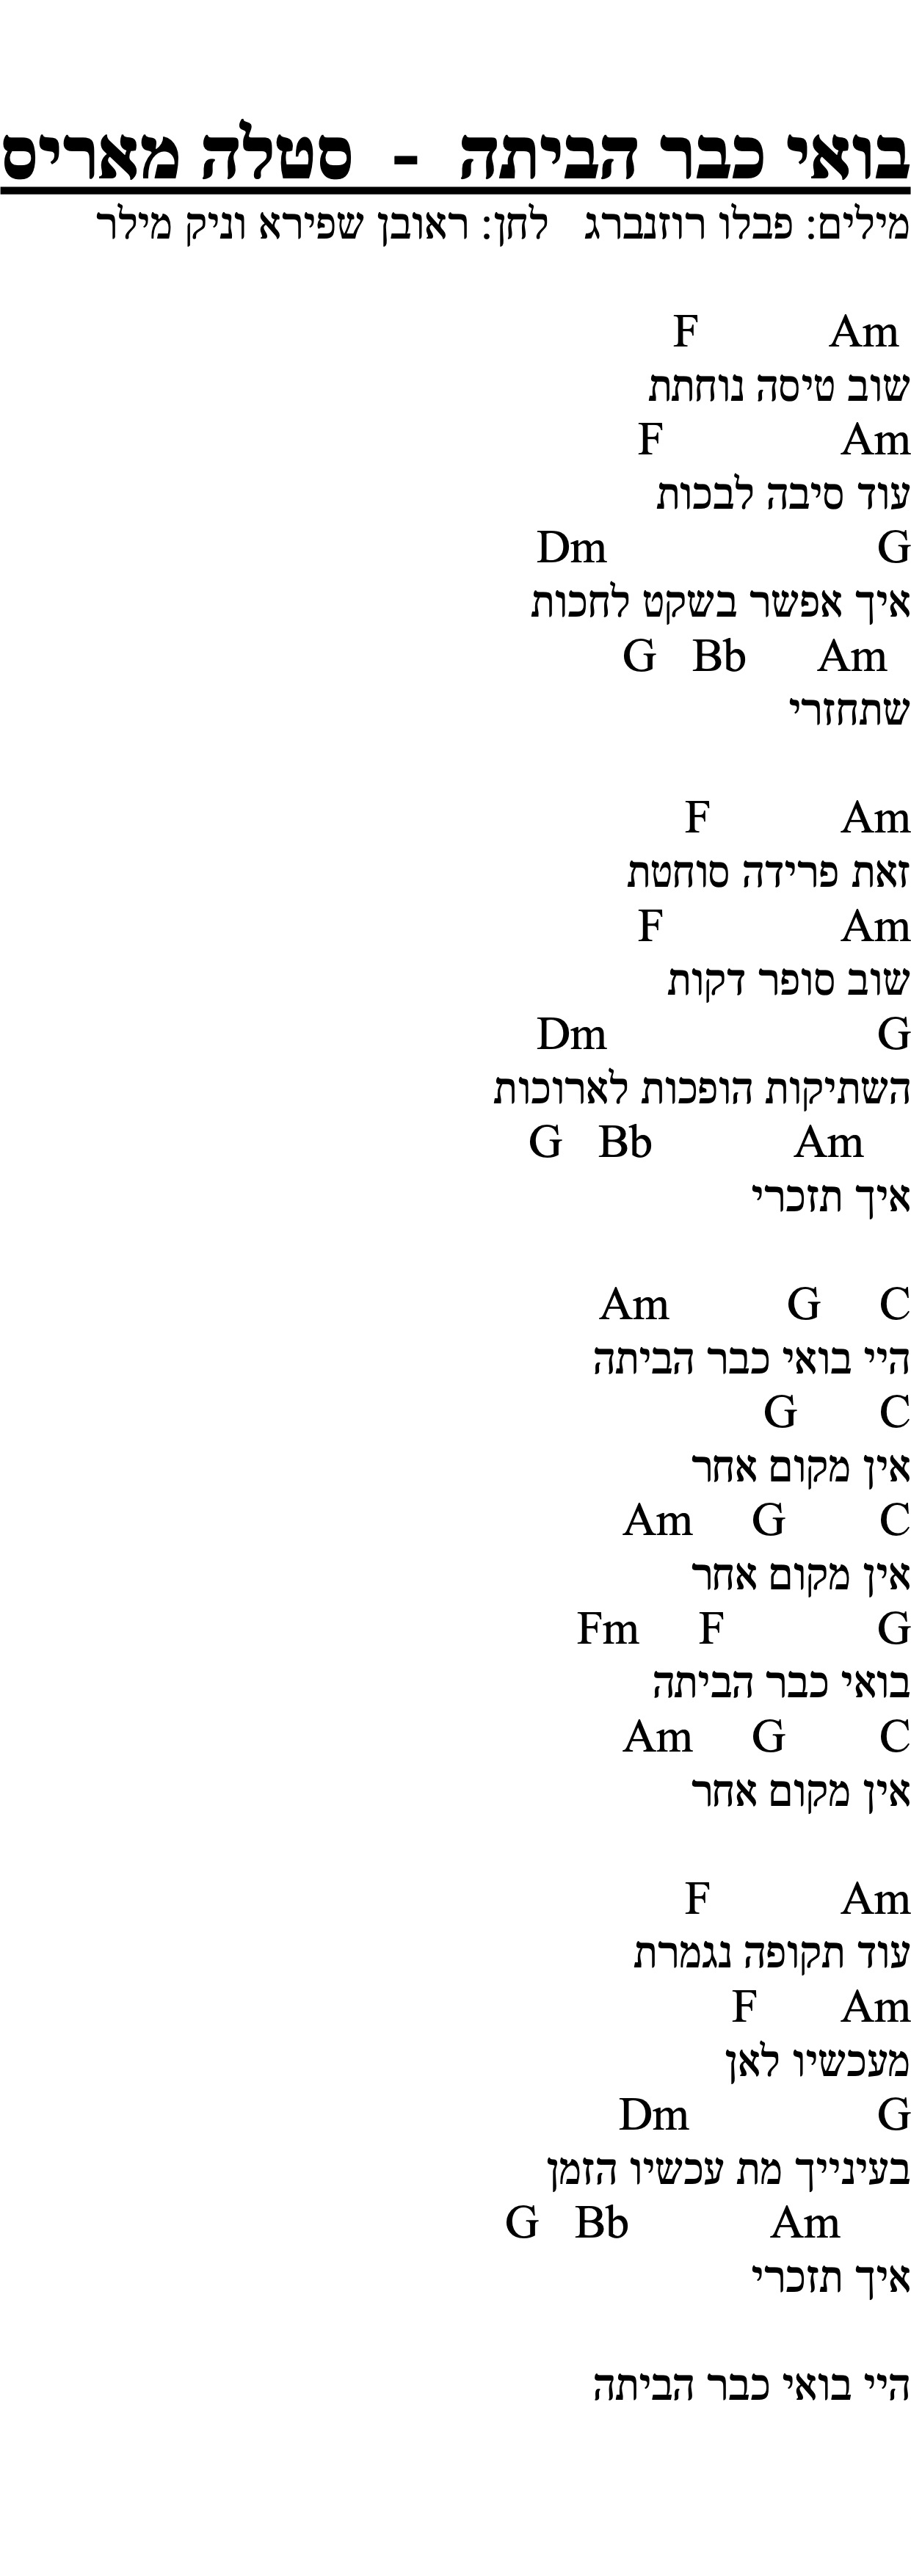 בואי כבר הביתה - סטלה מאריס
מילים: פבלו רוזנברג לחן: ראובן שפירא וניק מילר
Am F
שוב טיסה נוחתת
Am F
עוד סיבה לבכות
G Dm
איך אפשר בשקט לחכות
Am Bb G
שתחזרי
Am F
זאת פרידה סוחטת
Am F
שוב סופר דקות
G Dm
השתיקות הופכות לארוכות
Am Bb G
איך תזכרי
C G Am
היי בואי כבר הביתה
C G
אין מקום אחר
C G Am
אין מקום אחר
G F Fm
בואי כבר הביתה
C G Am
אין מקום אחר
Am F
עוד תקופה נגמרת
Am F
מעכשיו לאן
G Dm
בעינייך מת עכשיו הזמן
Am Bb G
איך תזכרי
היי בואי כבר הביתה